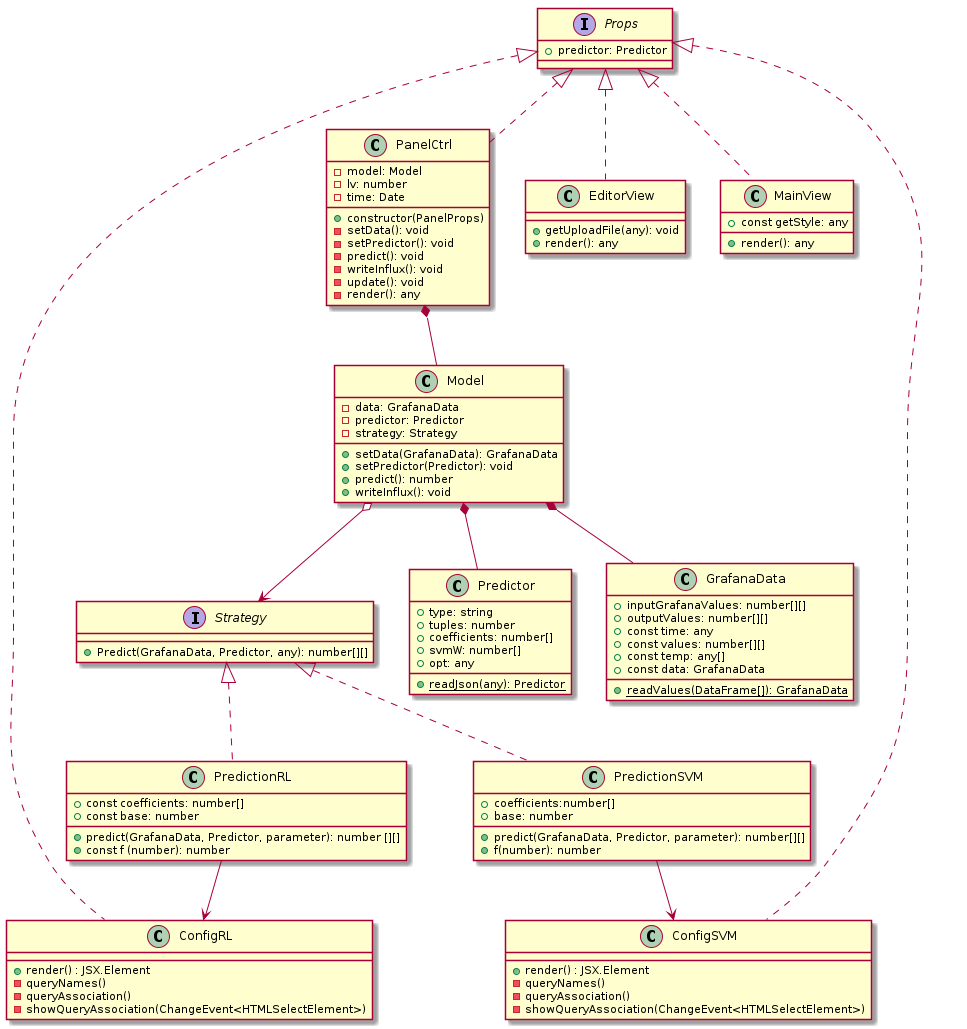 I Props
predictor: Predictor
C PanelCtrl
model: Model
lv: number
time: Date
constructor(PanelProps)
setData(): void
setPredictor(): void
predict(): void
writeInflux(): void
update(): void
render(): any
C EditorView
getUploadFile(any): void
render(): any
C MainView
const getStyle: any
render(): any
C Model
data: GrafanaData
predictor: Predictor
strategy: Strategy
setData(GrafanaData): GrafanaData
setPredictor(Predictor): void
predict(): number
writeInflux(): void
I Strategy
Predict(GrafanaData, Predictor, any): number[][]
C Predictor
type: string
tuples: number
coefficients: number[]
svmW: number[]
opt: any
readJson(any): Predictor
C GrafanaData
inputGrafanaValues: number[][]
outputValues: number[][]
const time: any
const values: number[][]
const temp: any[]
const data: GrafanaData
readValues(DataFrame[]): GrafanaData
C PredictionRL
const coefficients: number[]
const base: number
predict(GrafanaData, Predictor, parameter): number [][]
const f (number): number
C PredictionSVM
coefficients:number[]
base: number
predict(GrafanaData, Predictor, parameter): number[][]
f(number): number
C ConfigRL
render() : JSX.Element
queryNames()
queryAssociation()
showQueryAssociation(ChangeEvent<HTMLSelectElement>)
C ConfigSVM
render() : JSX.Element
queryNames()
queryAssociation()
showQueryAssociation(ChangeEvent<HTMLSelectElement>)